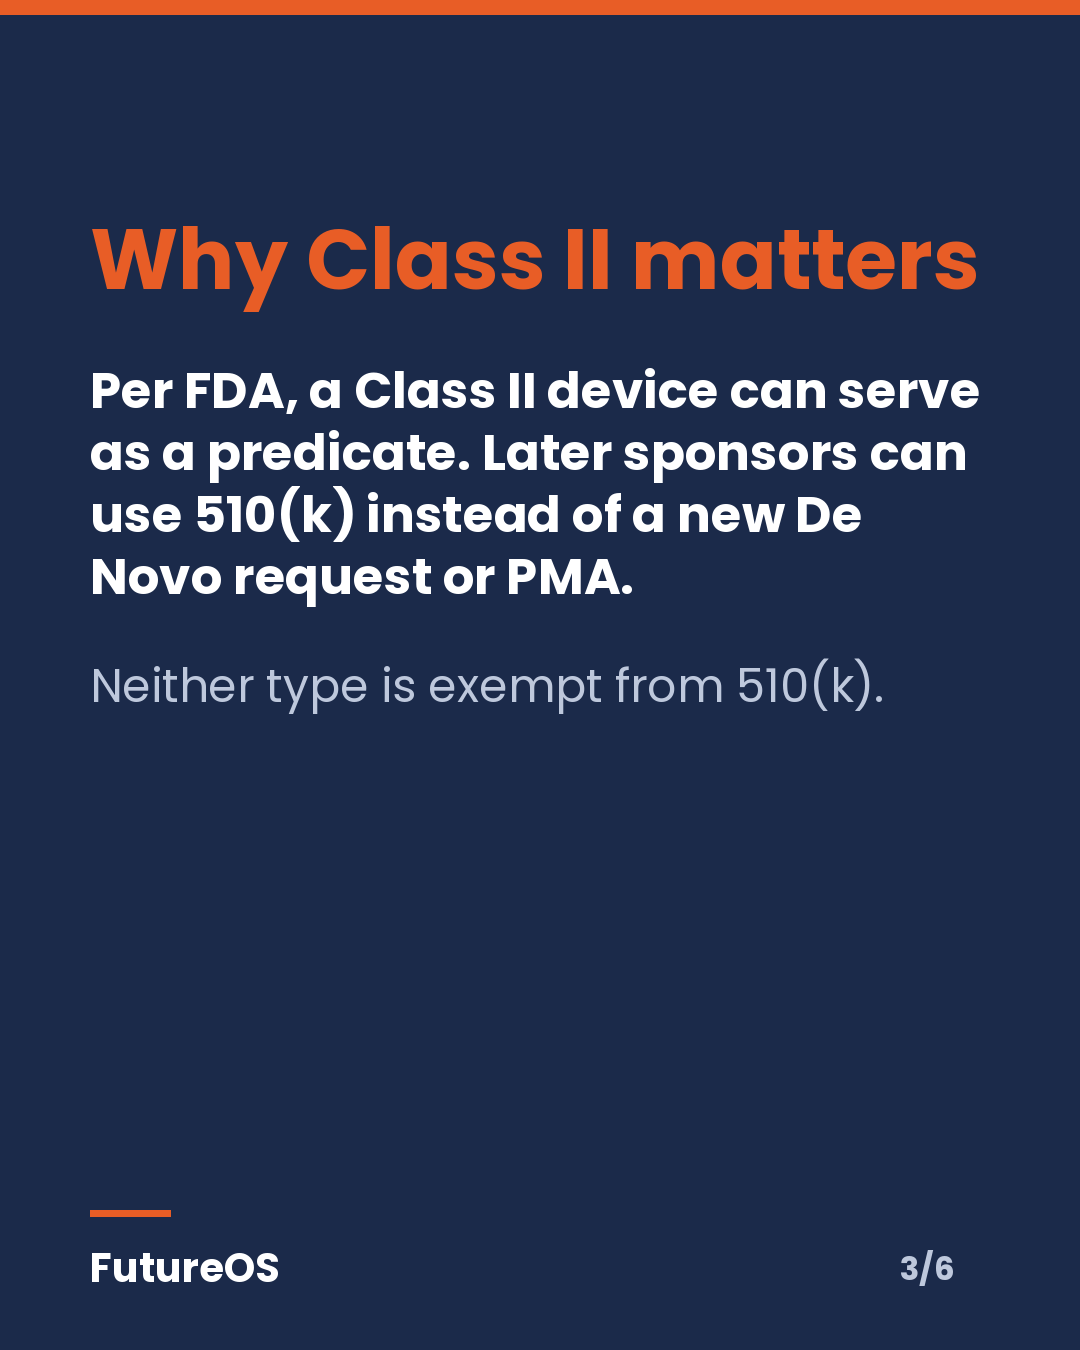 Why Class II matters
Per FDA, a Class II device can serve
as a predicate. Later sponsors can
use 510(k) instead of a new De
Novo request or PMA.
Neither type is exempt from 510(k).
FutureOS
3/6